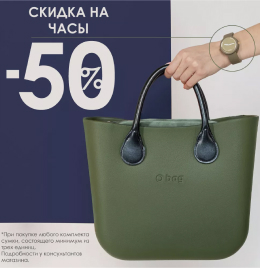 СКИДКА НА
ЧАСЫ
-50%
O bag
*При покупке любого комплекта
сумки, состоящего минимум из
трех единиц.
Подробности у консультантов
магазина.